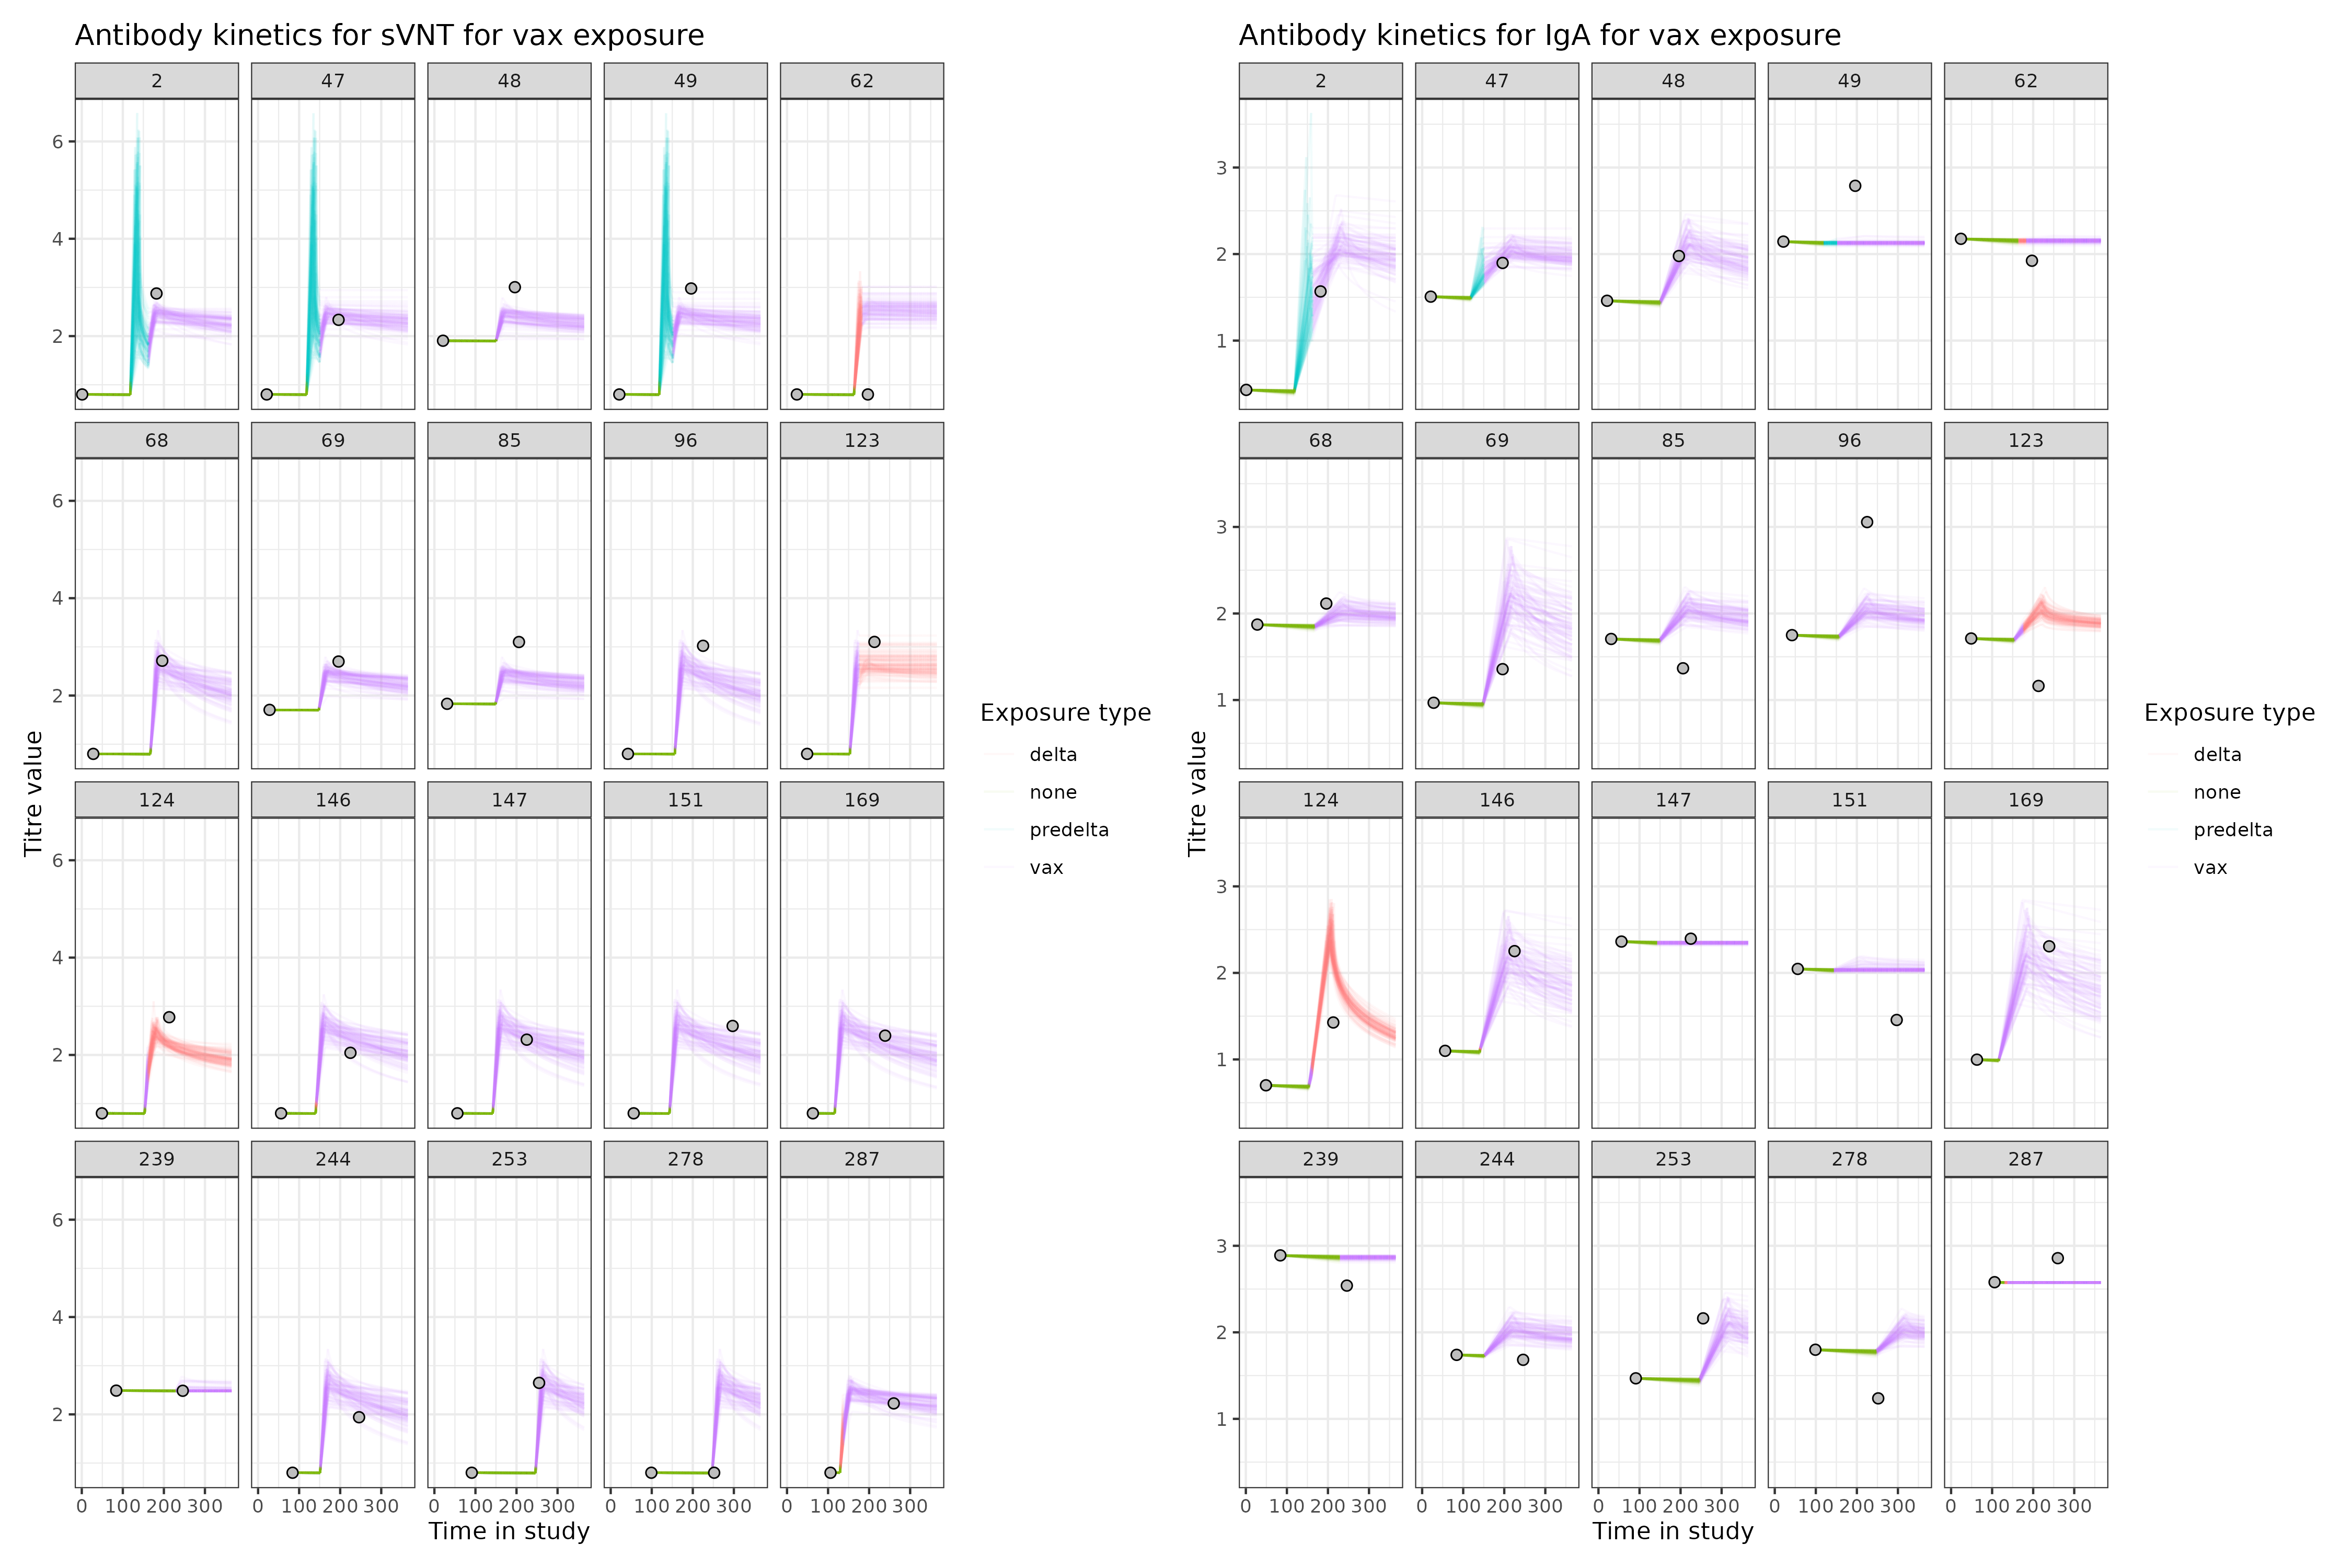 Antibody kinetics for sVNT for vax exposure
2 47 48 49 62
6
4
2
68 69 85 96 123
6
4
2
124 146 147 151 169
6
4
2
239 244 253 278 287
6
4
2
0 100 200 300 0 100 200 300 0 100 200 300 0 100 200 300 0 100 200 300
Time in study
Titre value
Exposure type
delta
none
predelta
vax
Antibody kinetics for IgA for vax exposure
2 47 48 49 62
3
2
1
68 69 85 96 123
3
2
1
124 146 147 151 169
3
2
1
239 244 253 278 287
3
2
1
0 100 200 300 0 100 200 300 0 100 200 300 0 100 200 300 0 100 200 300
Time in study
Titre value
Exposure type
delta
none
predelta
vax